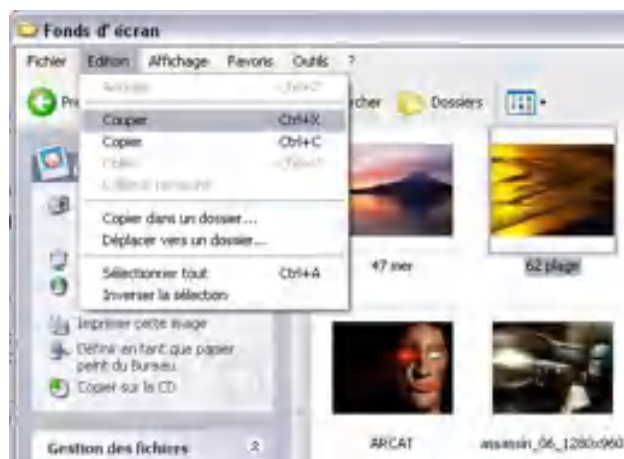 Fonds d'écran
Fichier Edition Affichage Favoris Outils ?
Dossiers
Couper Ctrl+X
Copier Ctrl+C
Copier dans un dossier...
Déplacer vers un dossier...
Sélectionner tout Ctrl+A
Inverser la sélection
47 mer
62 plage
Imprimer cette image
Définir en tant que papier
peint du Bureau
Copier sur le CD
ARCAT
assassin_06_1280x960
Gestion des fichiers